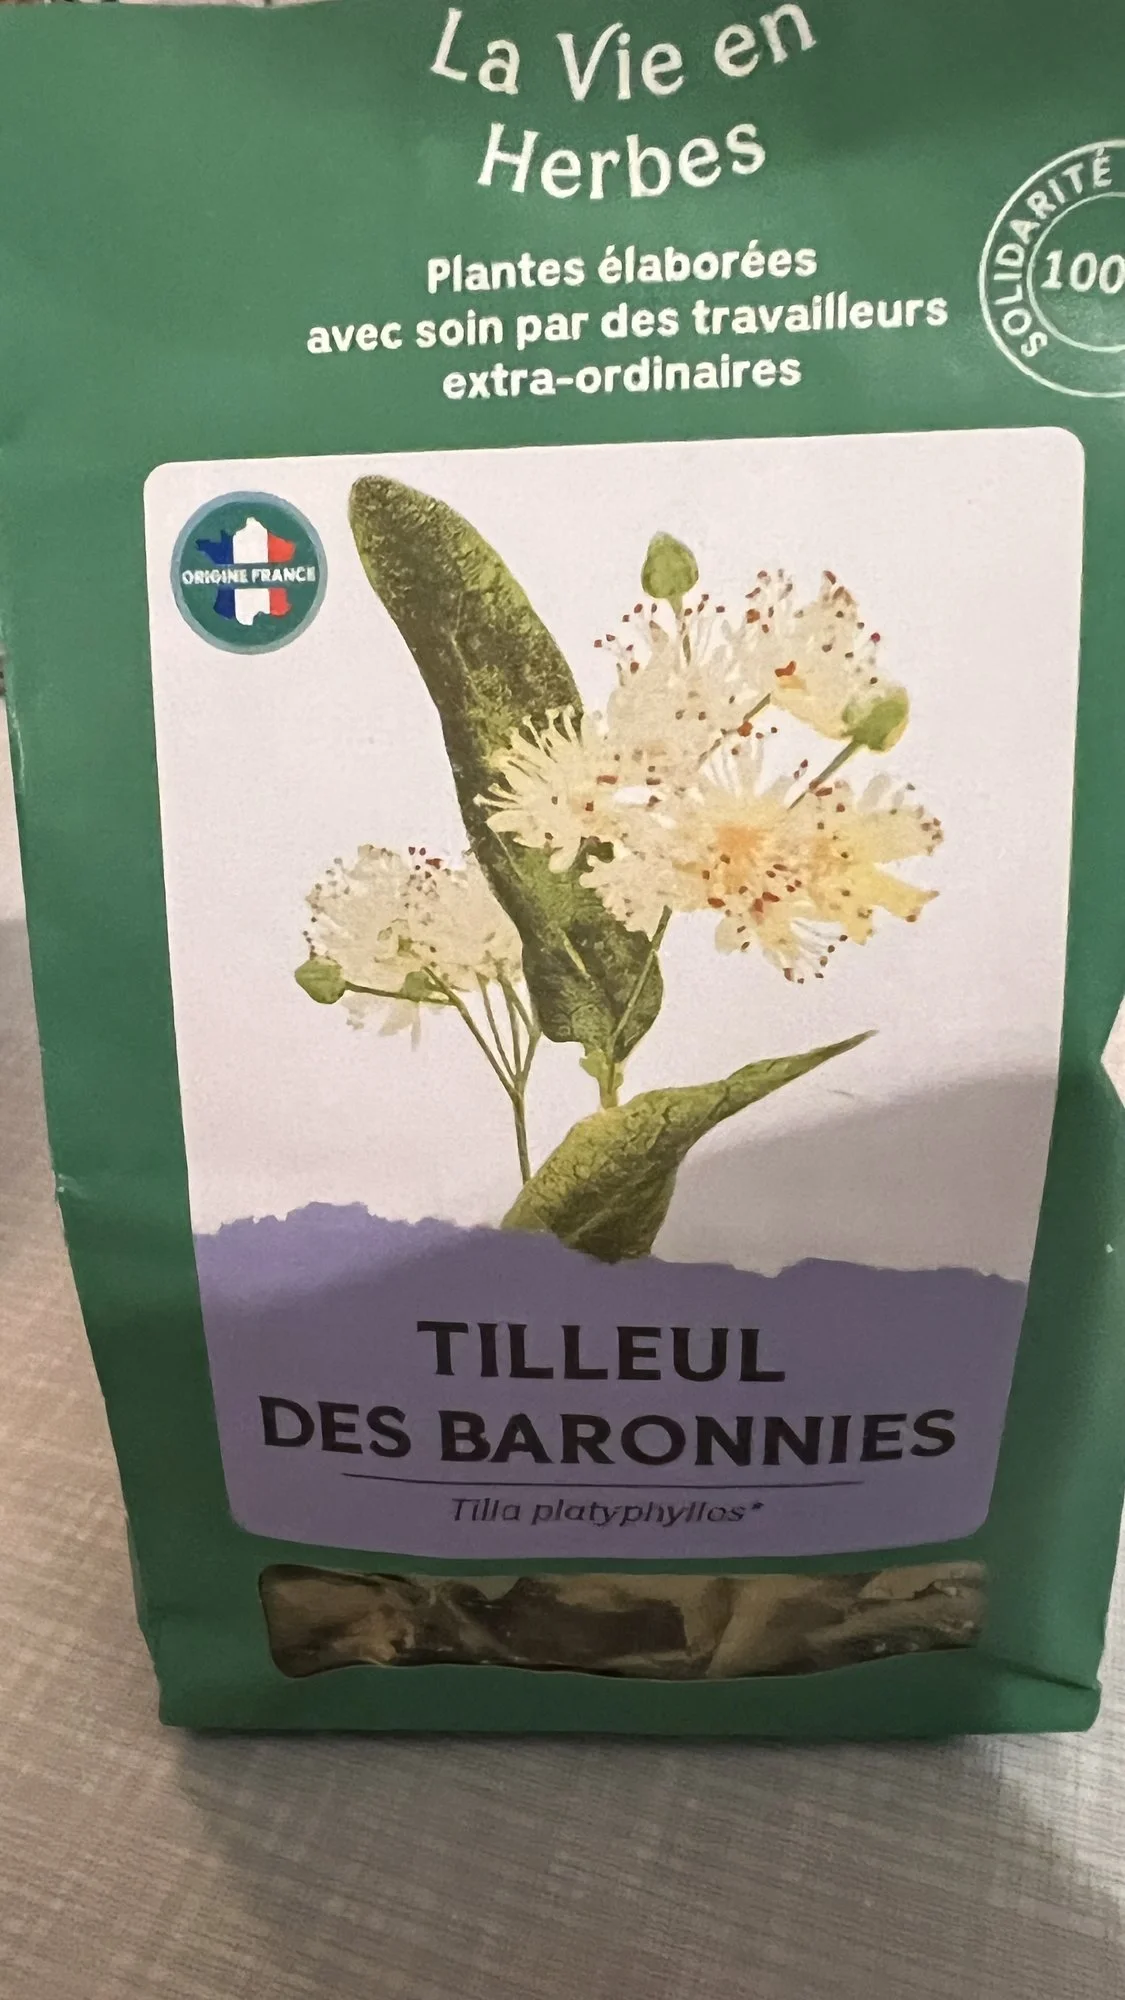 La Vie en
Herbes
Plantes élaborées
avec soin par des travailleurs
extra-ordinaires
SOLIDARITÉ
100
ORIGINE FRANCE
TILLEUL
DES BARONNIES
Tilla platyphyllos*